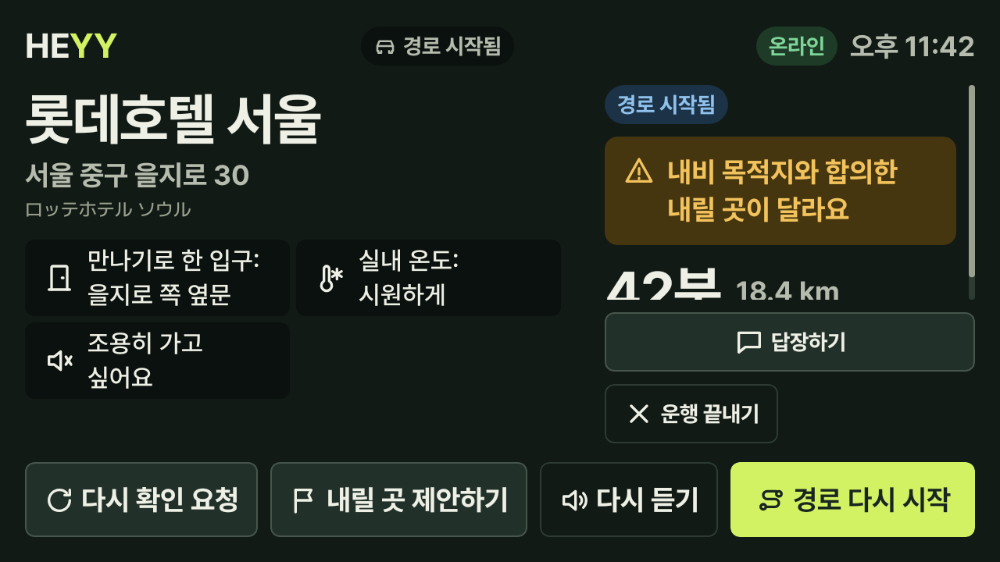 HEYY
경로 시작됨
온라인
오후 11:42
롯데호텔 서울
서울 중구 을지로 30
ロッテホテル ソウル
만나기로 한 입구:
을지로 쪽 옆문
실내 온도:
시원하게
조용히 가고
싶어요
경로 시작됨
내비 목적지와 합의한
내릴 곳이 달라요
18.4 km
답장하기
운행 끝내기
다시 확인 요청
내릴 곳 제안하기
다시 듣기
경로 다시 시작